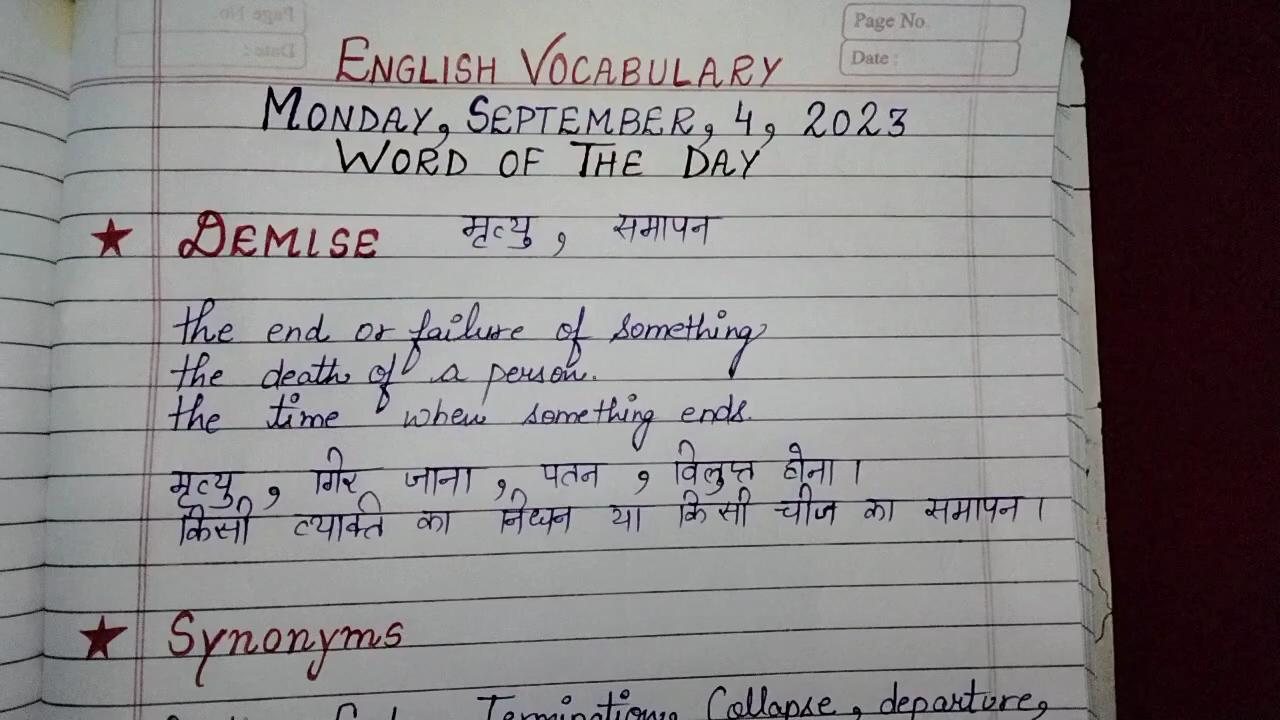 Page No.
Date :
ENGLISH VOCABULARY
MONDAY, SEPTEMBER, 4, 2023
WORD OF THE DAY
★ DEMISE मृत्यु, समापन
the end or failure of something
the death of a person.
the time when something ends.
मृत्यु, गिर जाना, पतन, विलुप्त होना।
किसी व्यक्ति का निधन या किसी चीज का समापन।
★ Synonyms
Termination, Collapse, departure,